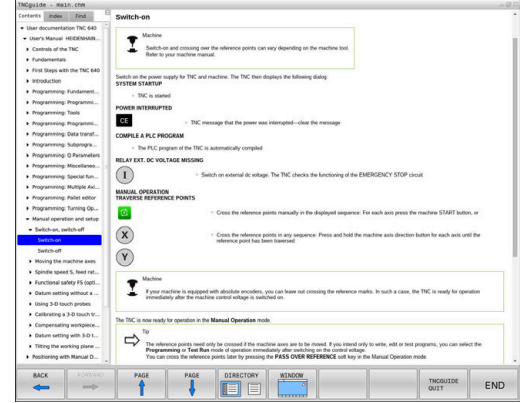 TNCguide - main.chm
Contents Index Find
User documentation TNC 640
User's Manual HEIDENHAIN...
Controls of the TNC
Fundamentals
First Steps with the TNC 640
Introduction
Programming: Fundament...
Programming: Programmi...
Programming: Tools
Programming: Programmi...
Programming: Data transf...
Programming: Subprogra...
Programming: Q Parameters
Programming: Miscellaneo...
Programming: Special fun...
Programming: Multiple Axi...
Programming: Pallet editor
Programming: Turning Op...
Manual operation and setup
Switch-on, switch-off
Switch-on
Switch-off
Moving the machine axes
Spindle speed S, feed rat...
Functional safety FS (opti...
Datum setting without a ...
Using 3-D touch probes
Calibrating a 3-D touch tr...
Compensating workpiece...
Datum setting with 3-D t...
Tilting the working plane ...
Positioning with Manual D...
Switch-on
Machine
Switch-on and crossing over the reference points can vary depending on the machine tool.
Refer to your machine manual.
Switch on the power supply for TNC and machine. The TNC then displays the following dialog:
SYSTEM STARTUP
TNC is started
POWER INTERRUPTED
CE
TNC message that the power was interrupted—clear the message
COMPILE A PLC PROGRAM
The PLC program of the TNC is automatically compiled
RELAY EXT. DC VOLTAGE MISSING
I
Switch on external dc voltage. The TNC checks the functioning of the EMERGENCY STOP circuit
MANUAL OPERATION
TRAVERSE REFERENCE POINTS
Cross the reference points manually in the displayed sequence: For each axis press the machine START button, or
X
Cross the reference points in any sequence: Press and hold the machine axis direction button for each axis until the
reference point has been traversed
Y
Machine
If your machine is equipped with absolute encoders, you can leave out crossing the reference marks. In such a case, the TNC is ready for operation
immediately after the machine control voltage is switched on.
The TNC is now ready for operation in the Manual Operation mode.
Tip
The reference points need only be crossed if the machine axes are to be moved. If you intend only to write, edit or test programs, you can select the
Programming or Test Run mode of operation immediately after switching on the control voltage.
You can cross the reference points later by pressing the PASS OVER REFERENCE soft key in the Manual Operation mode.
BACK
FORWARD
PAGE
PAGE
DIRECTORY
WINDOW
TNCGUIDE
QUIT
END